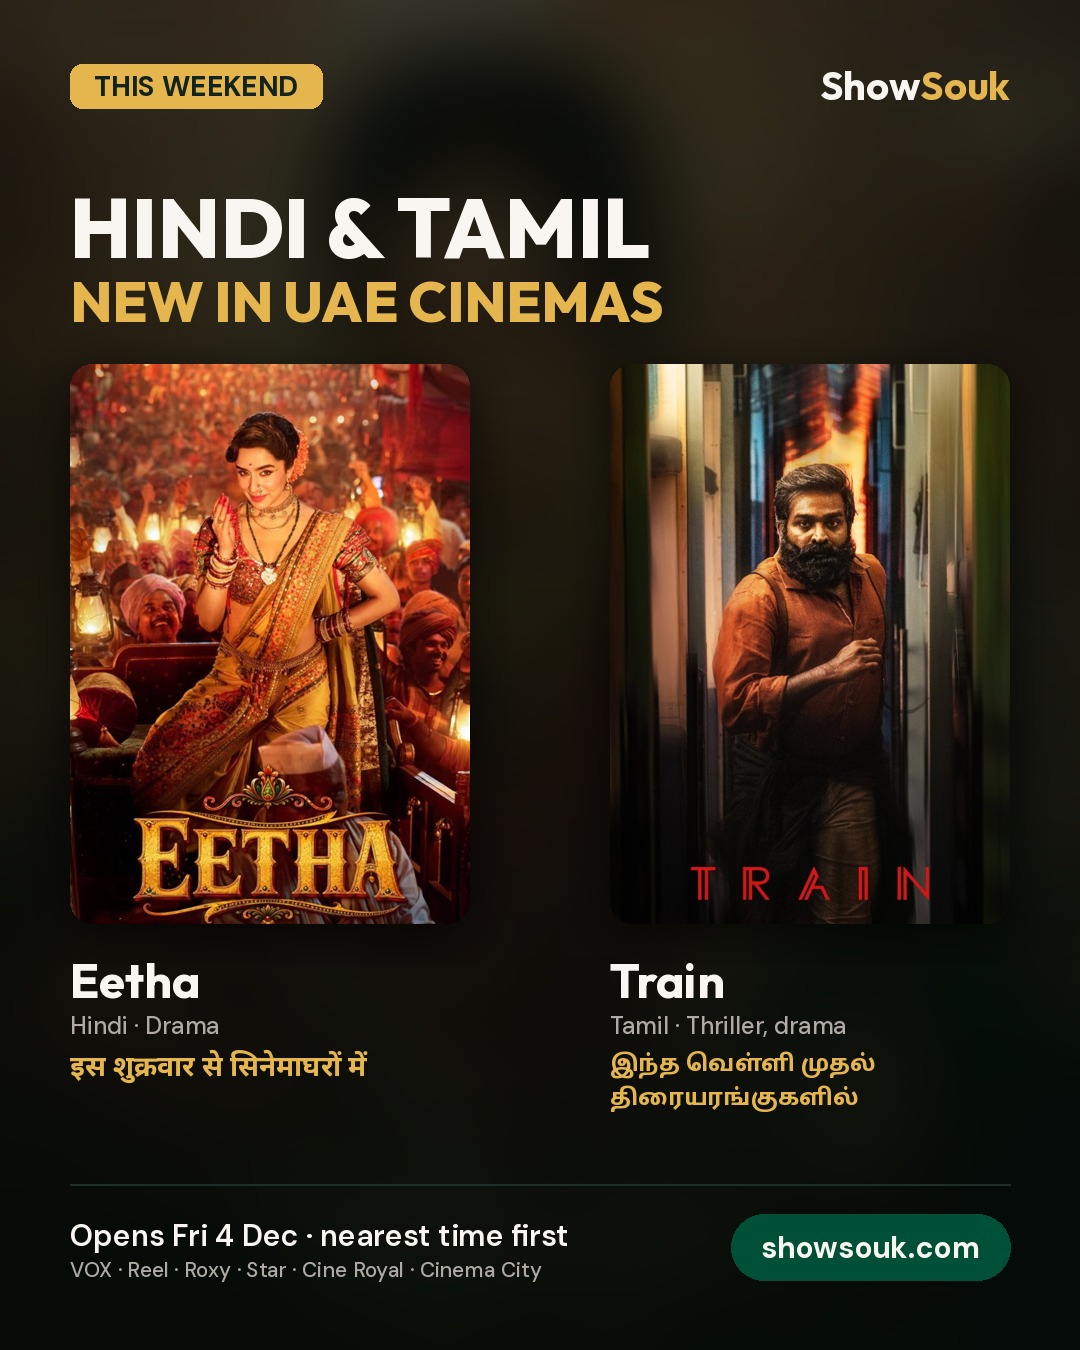 THIS WEEKEND
ShowSouk
HINDI & TAMIL
NEW IN UAE CINEMAS
EETHA
TRAIN
Eetha
Hindi · Drama
इस शुक्रवार से सिनेमाघरों में
Train
Tamil · Thriller, drama
இந்த வெள்ளி முதல்
திரையரங்குகளில்
Opens Fri 4 Dec · nearest time first
VOX · Reel · Roxy · Star · Cine Royal · Cinema City
showsouk.com